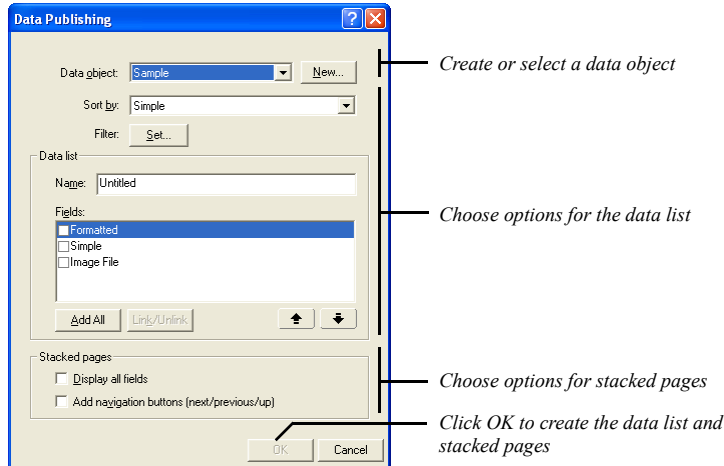 Data Publishing
Data object: Sample New...
Create or select a data object
Sort by: Simple
Filter: Set...
Data list
Name: Untitled
Choose options for the data list
Fields:
Formatted
Simple
Image File
Add All Link/Unlink
Stacked pages
Display all fields
Choose options for stacked pages
Add navigation buttons (next/previous/up)
Click OK to create the data list and
stacked pages
OK Cancel